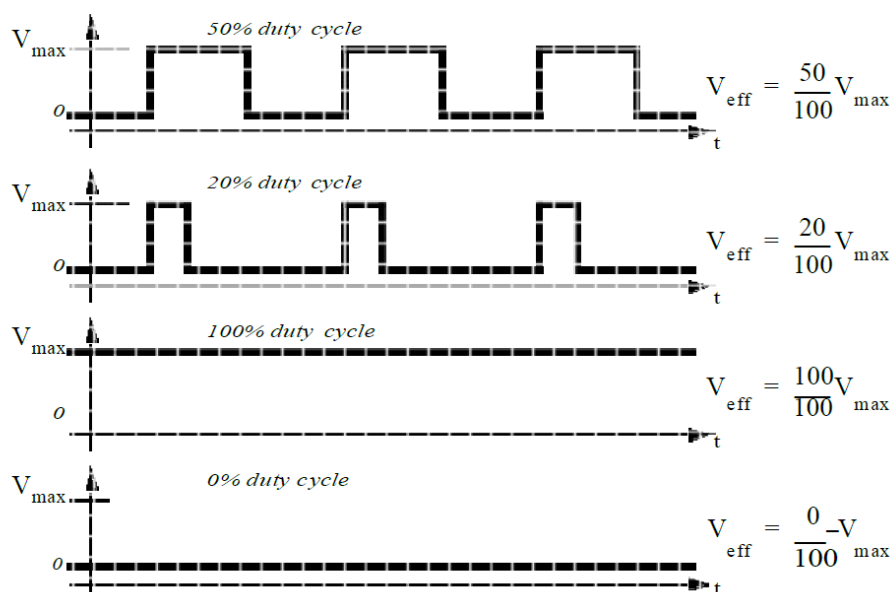 50% duty cycle
V max
0
t
V eff = 50/100 V max
20% duty cycle
V max
0
t
V eff = 20/100 V max
100% duty cycle
V max
0
t
V eff = 100/100 V max
0% duty cycle
V max
0
t
V eff = 0/100 – V max